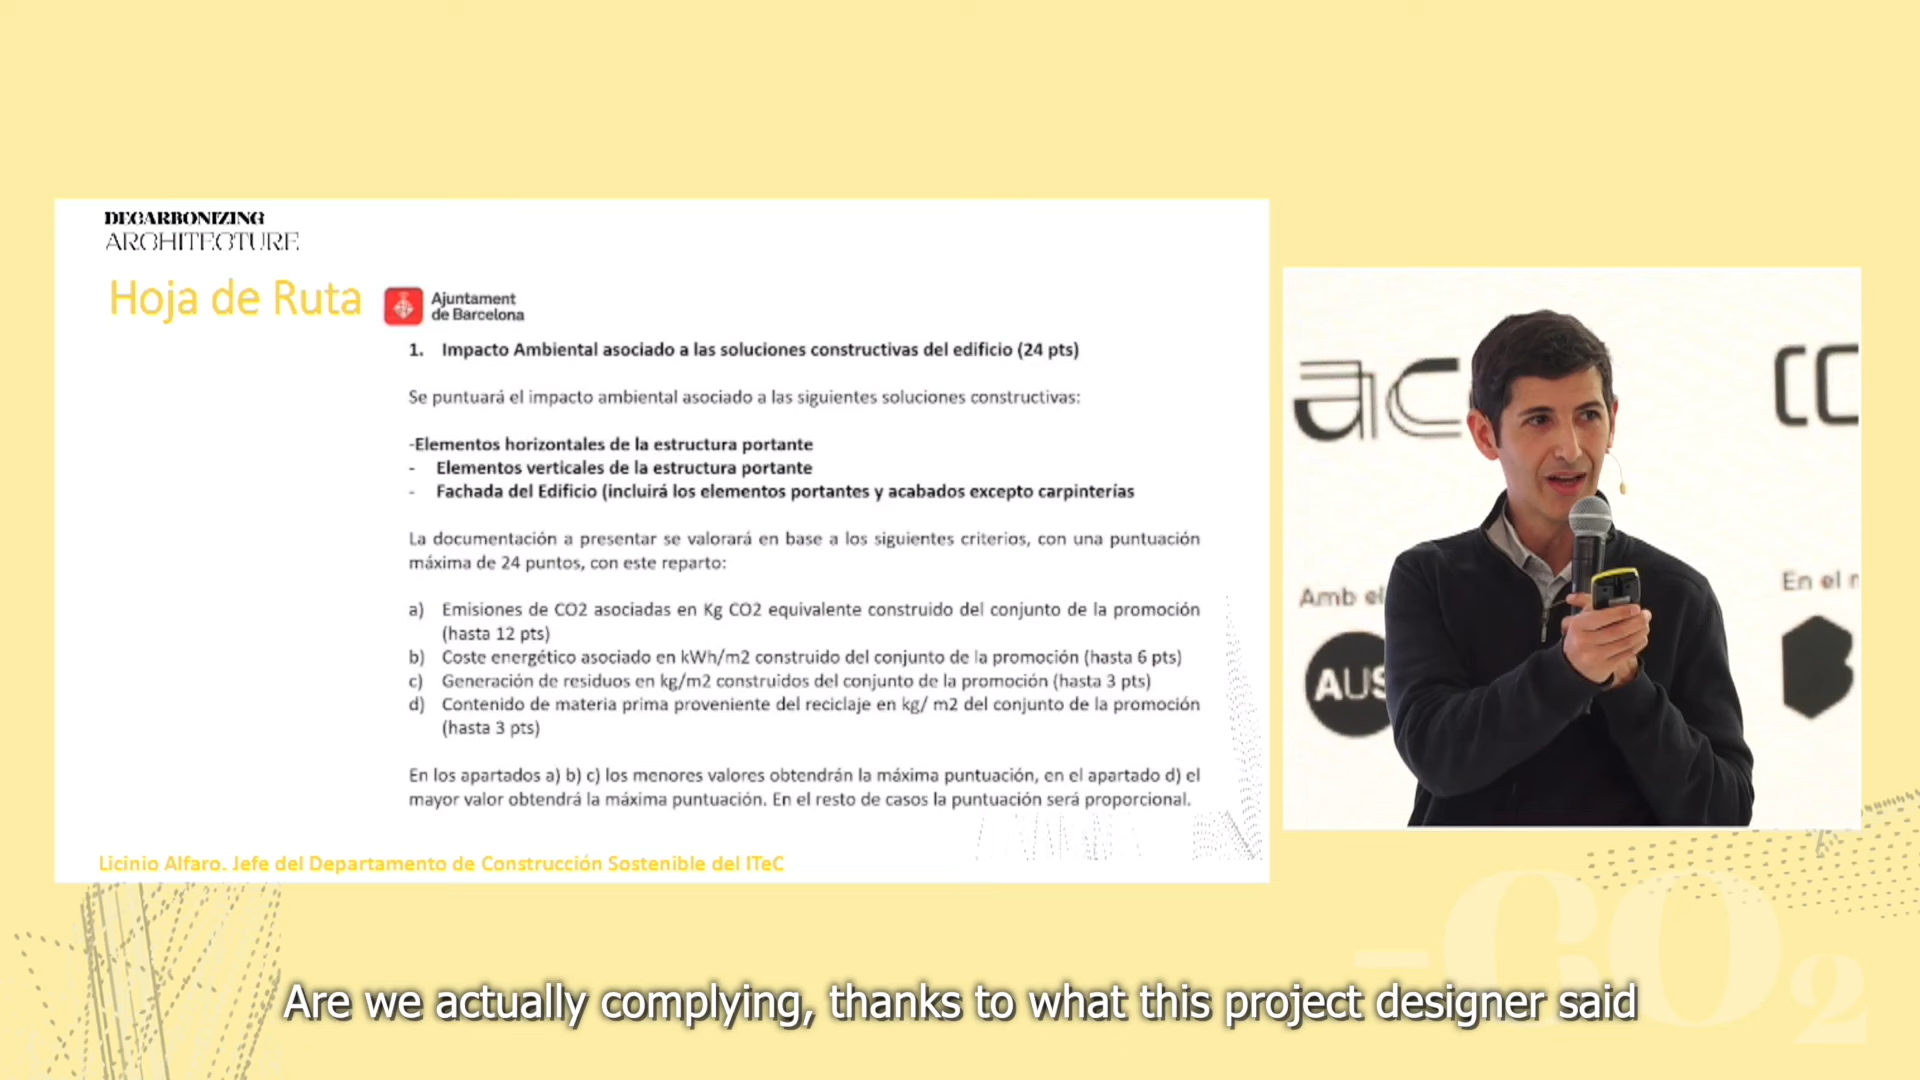 DECARBONIZING
ARCHITECTURE
Hoja de Ruta
Ajuntament
de Barcelona
1. Impacto Ambiental asociado a las soluciones constructivas del edificio (24 pts)
Se puntuará el impacto ambiental asociado a las siguientes soluciones constructivas:
-Elementos horizontales de la estructura portante
- Elementos verticales de la estructura portante
- Fachada del Edificio (incluirá los elementos portantes y acabados excepto carpinterías
La documentación a presentar se valorará en base a los siguientes criterios, con una puntuación
máxima de 24 puntos, con este reparto:
a) Emisiones de CO2 asociadas en Kg CO2 equivalente construido del conjunto de la promoción
(hasta 12 pts)
b) Coste energético asociado en kWh/m2 construido del conjunto de la promoción (hasta 6 pts)
c) Generación de residuos en kg/m2 construidos del conjunto de la promoción (hasta 3 pts)
d) Contenido de materia prima proveniente del reciclaje en kg/ m2 del conjunto de la promoción
(hasta 3 pts)
En los apartados a) b) c) los menores valores obtendrán la máxima puntuación, en el apartado d) el
mayor valor obtendrá la máxima puntuación. En el resto de casos la puntuación será proporcional.
Licinio Alfaro. Jefe del Departamento de Construcción Sostenible del ITeC
Amb el
En el
AUS
-CO2
Are we actually complying, thanks to what this project designer said